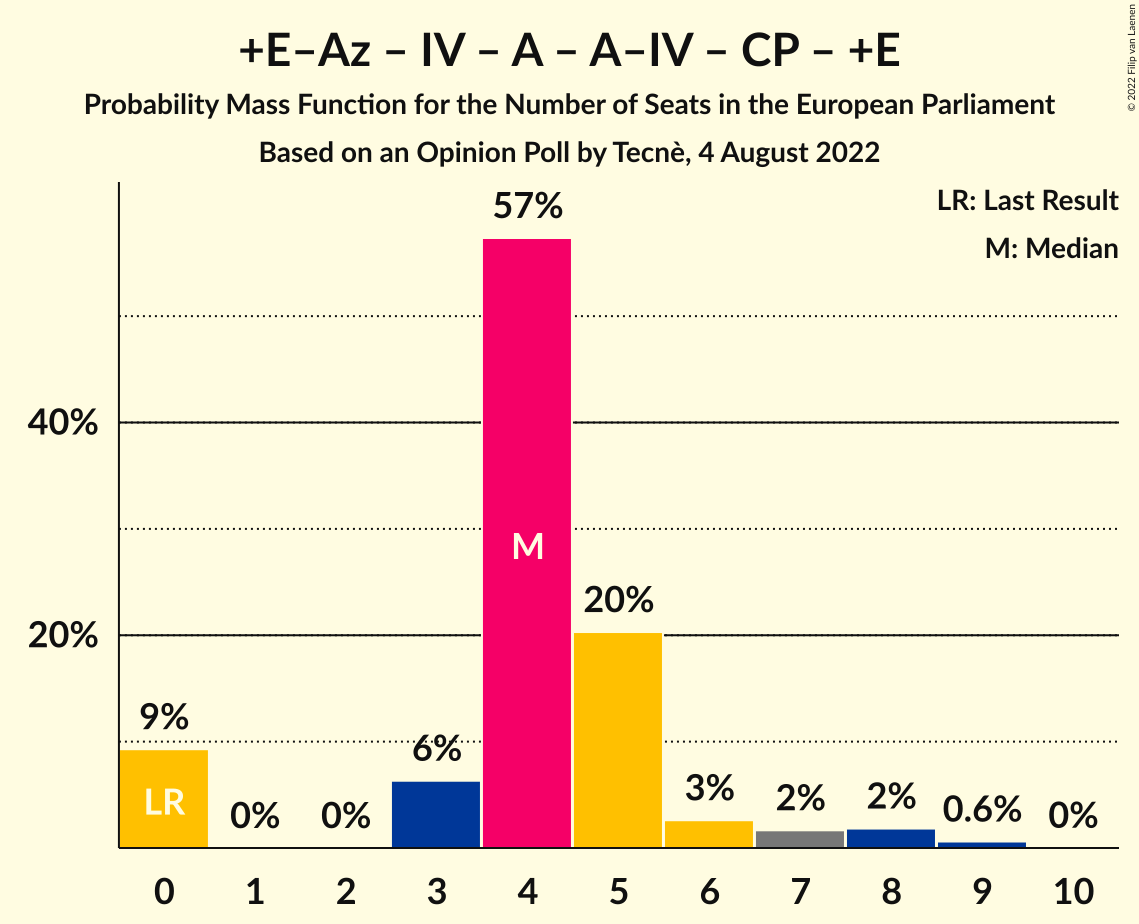 +E–Az – IV – A – A–IV – CP – +E
Probability Mass Function for the Number of Seats in the European Parliament
Based on an Opinion Poll by Tecnè, 4 August 2022
© 2022 Filip van Laenen
LR: Last Result
M: Median
57%
40%
M
20%
20%
9%
6%
LR
0%
0%
3%
2%
2%
0.6%
0%
0 1 2 3 4 5 6 7 8 9 10